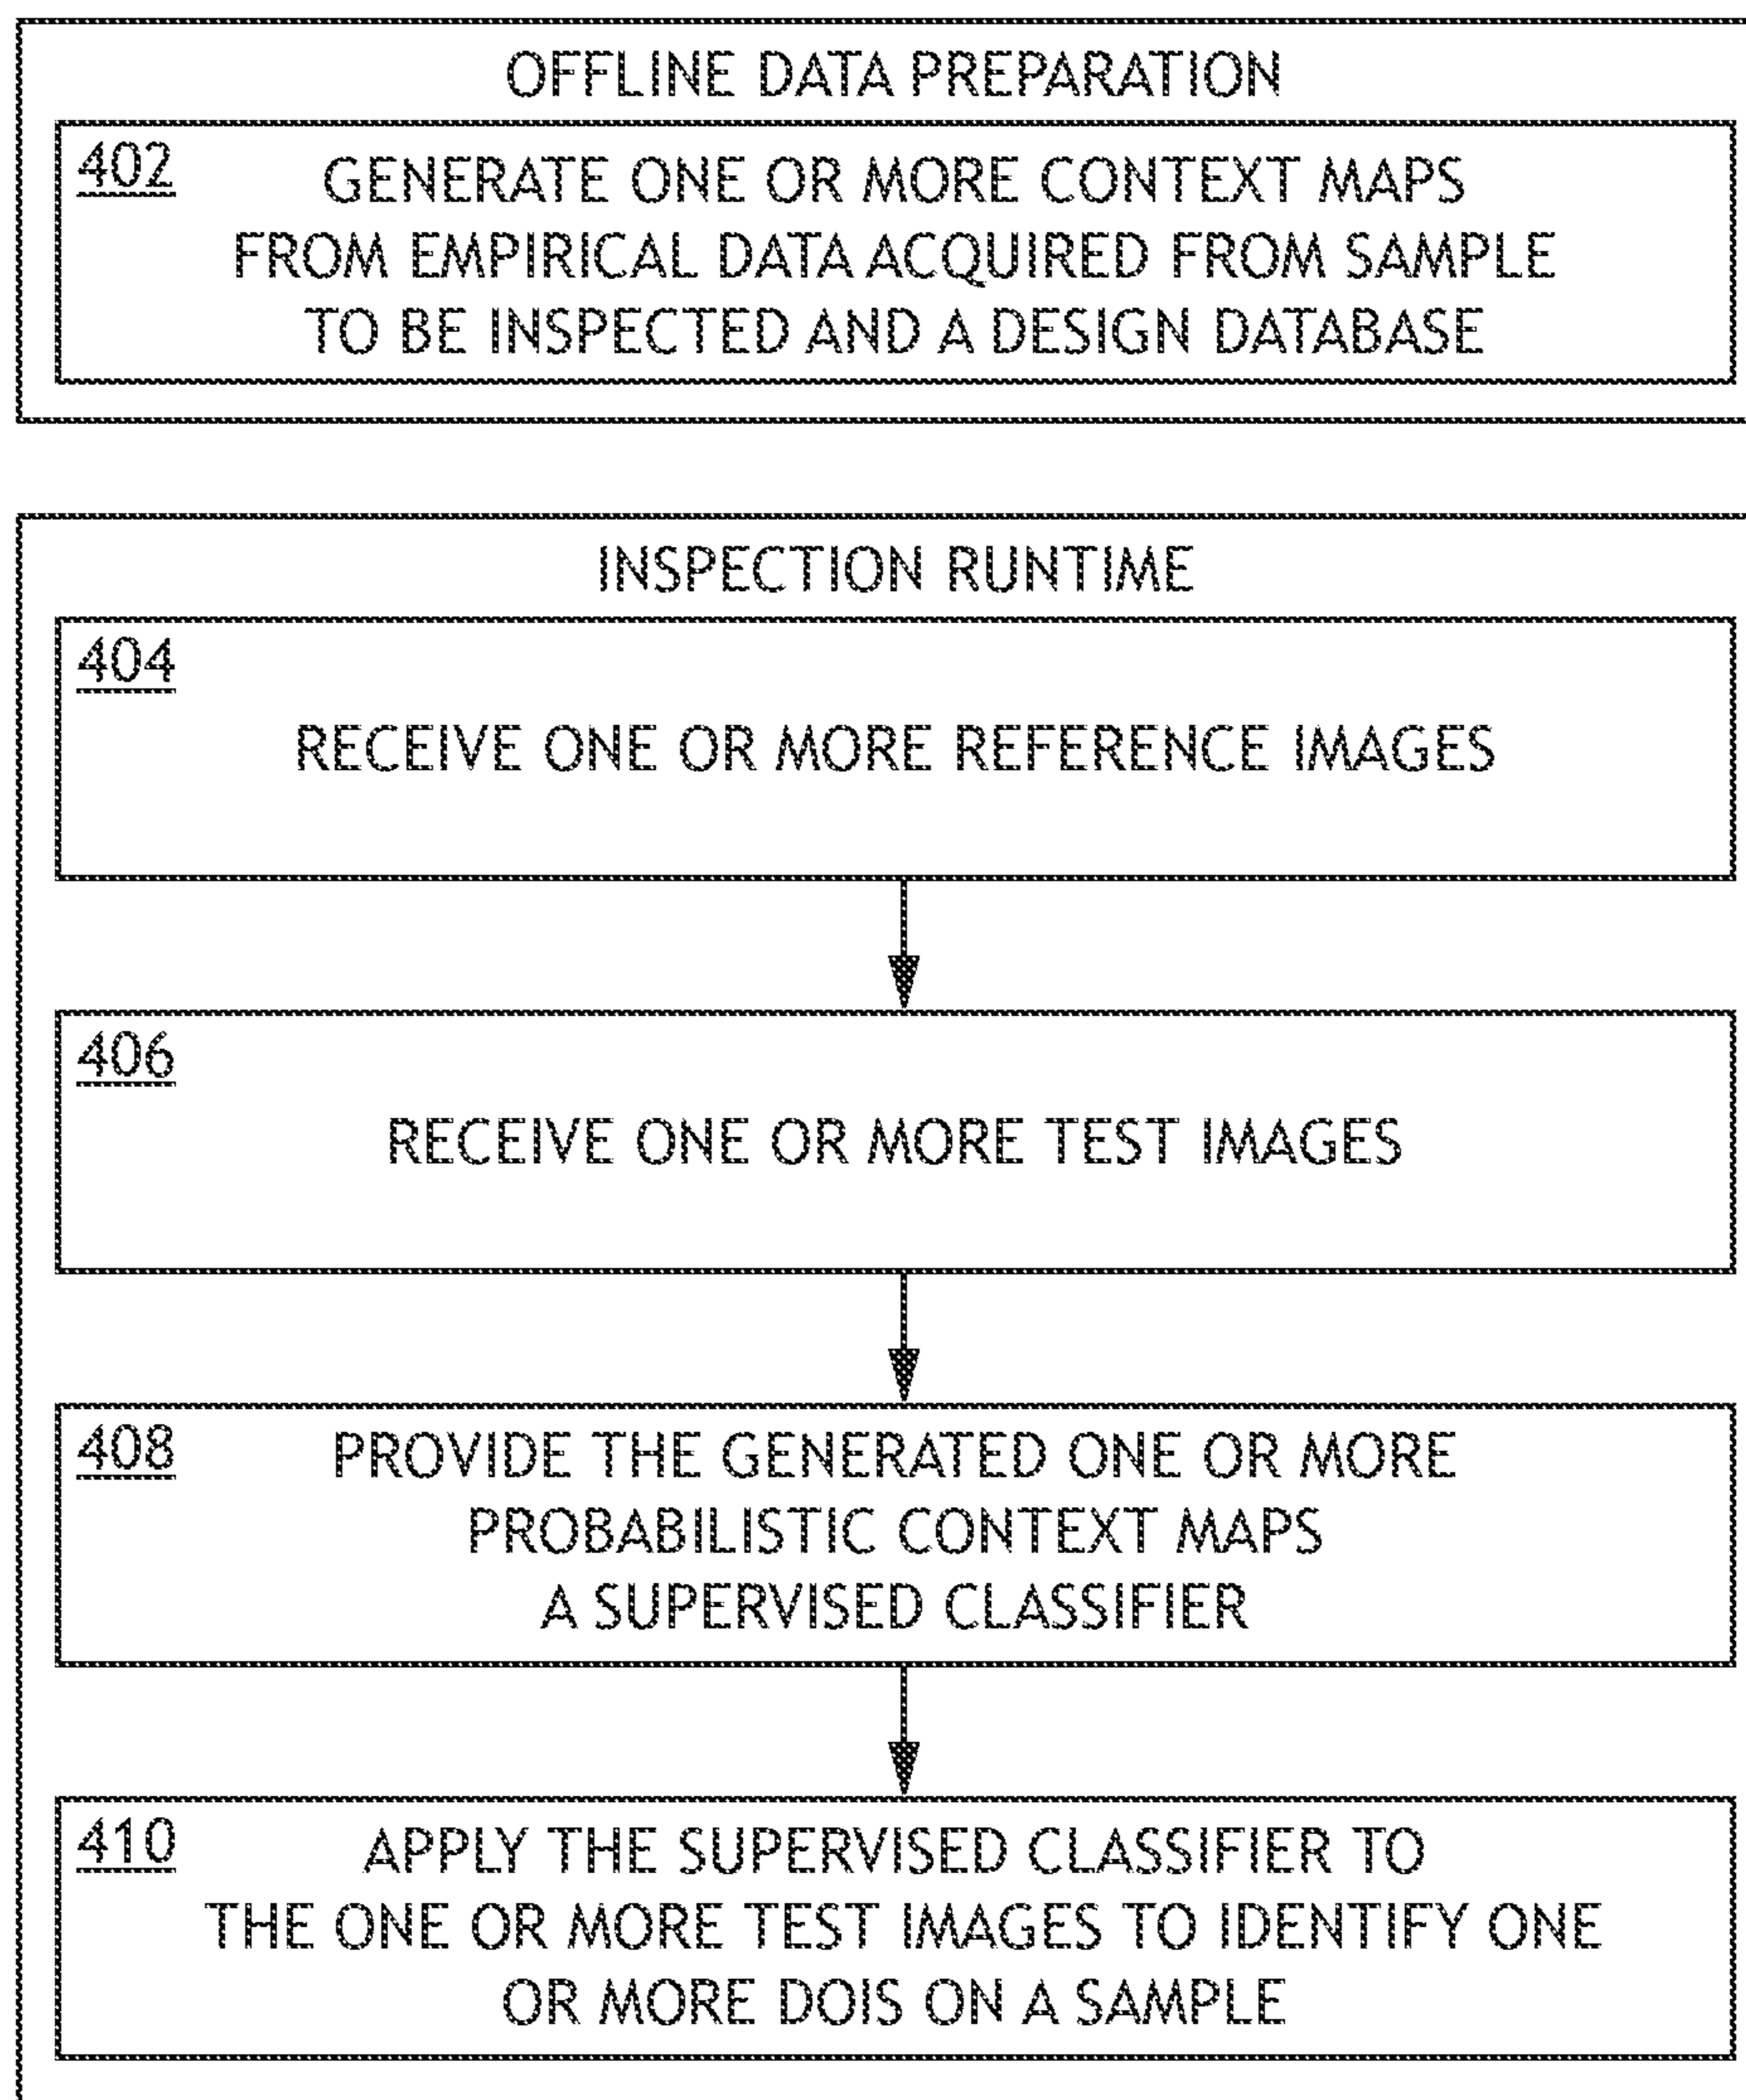 OFFLINE DATA PREPARATION
402 GENERATE ONE OR MORE CONTEXT MAPS
FROM EMPIRICAL DATA ACQUIRED FROM SAMPLE
TO BE INSPECTED AND A DESIGN DATABASE
INSPECTION RUNTIME
404
RECEIVE ONE OR MORE REFERENCE IMAGES
406
RECEIVE ONE OR MORE TEST IMAGES
408 PROVIDE THE GENERATED ONE OR MORE
PROBABILISTIC CONTEXT MAPS
A SUPERVISED CLASSIFIER
410 APPLY THE SUPERVISED CLASSIFIER TO
THE ONE OR MORE TEST IMAGES TO IDENTIFY ONE
OR MORE DOIS ON A SAMPLE